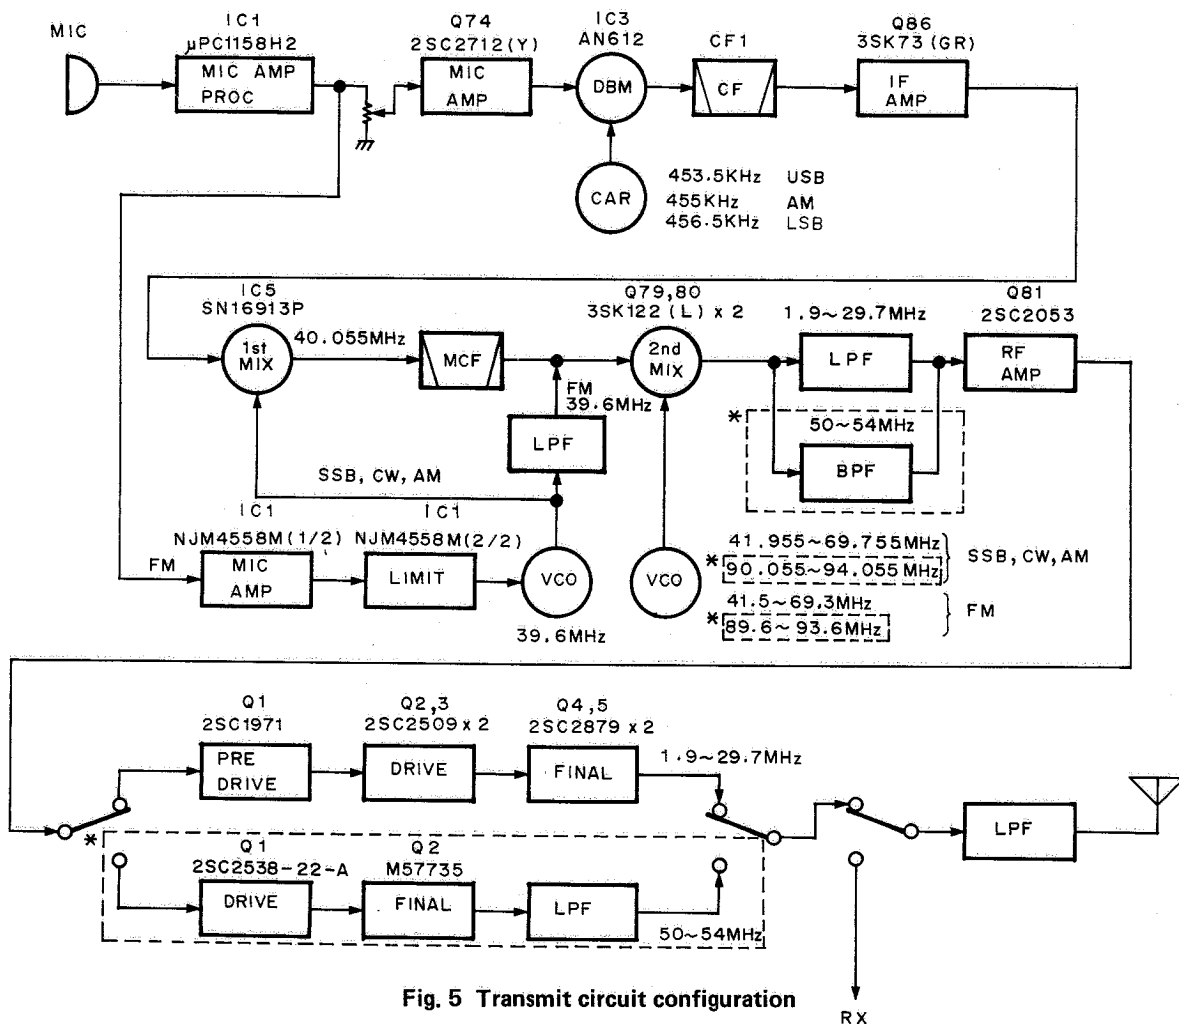 MIC
IC1
μPC1158H2
MIC AMP
PROC
Q74
2SC2712(Y)
MIC
AMP
IC3
AN612
DBM
CF1
CF
Q86
3SK73(GR)
IF
AMP
CAR
453.5KHz USB
455KHz AM
456.5KHz LSB
IC5
SN16913P
1st
MIX
40.055MHz
MCF
FM
39.6MHz
LPF
Q79,80
3SK122(L)x2
2nd
MIX
1.9~29.7MHz
LPF
Q81
2SC2053
RF
AMP
*
50~54MHz
BPF
SSB, CW, AM
IC1
NJM4558M(1/2)
FM
MIC
AMP
IC1
NJM4558M(2/2)
LIMIT
VCO
39.6MHz
VCO
41.955~69.755MHz
* 90.055~94.055MHz
SSB, CW, AM
41.5~69.3MHz
* 89.6~93.6MHz
FM
Q1
2SC1971
PRE
DRIVE
Q2,3
2SC2509x2
DRIVE
Q4,5
2SC2879x2
FINAL
1.9~29.7MHz
*
Q1
2SC2538-22-A
DRIVE
Q2
M57735
FINAL
LPF
50~54MHz
LPF
RX
Fig. 5 Transmit circuit configuration